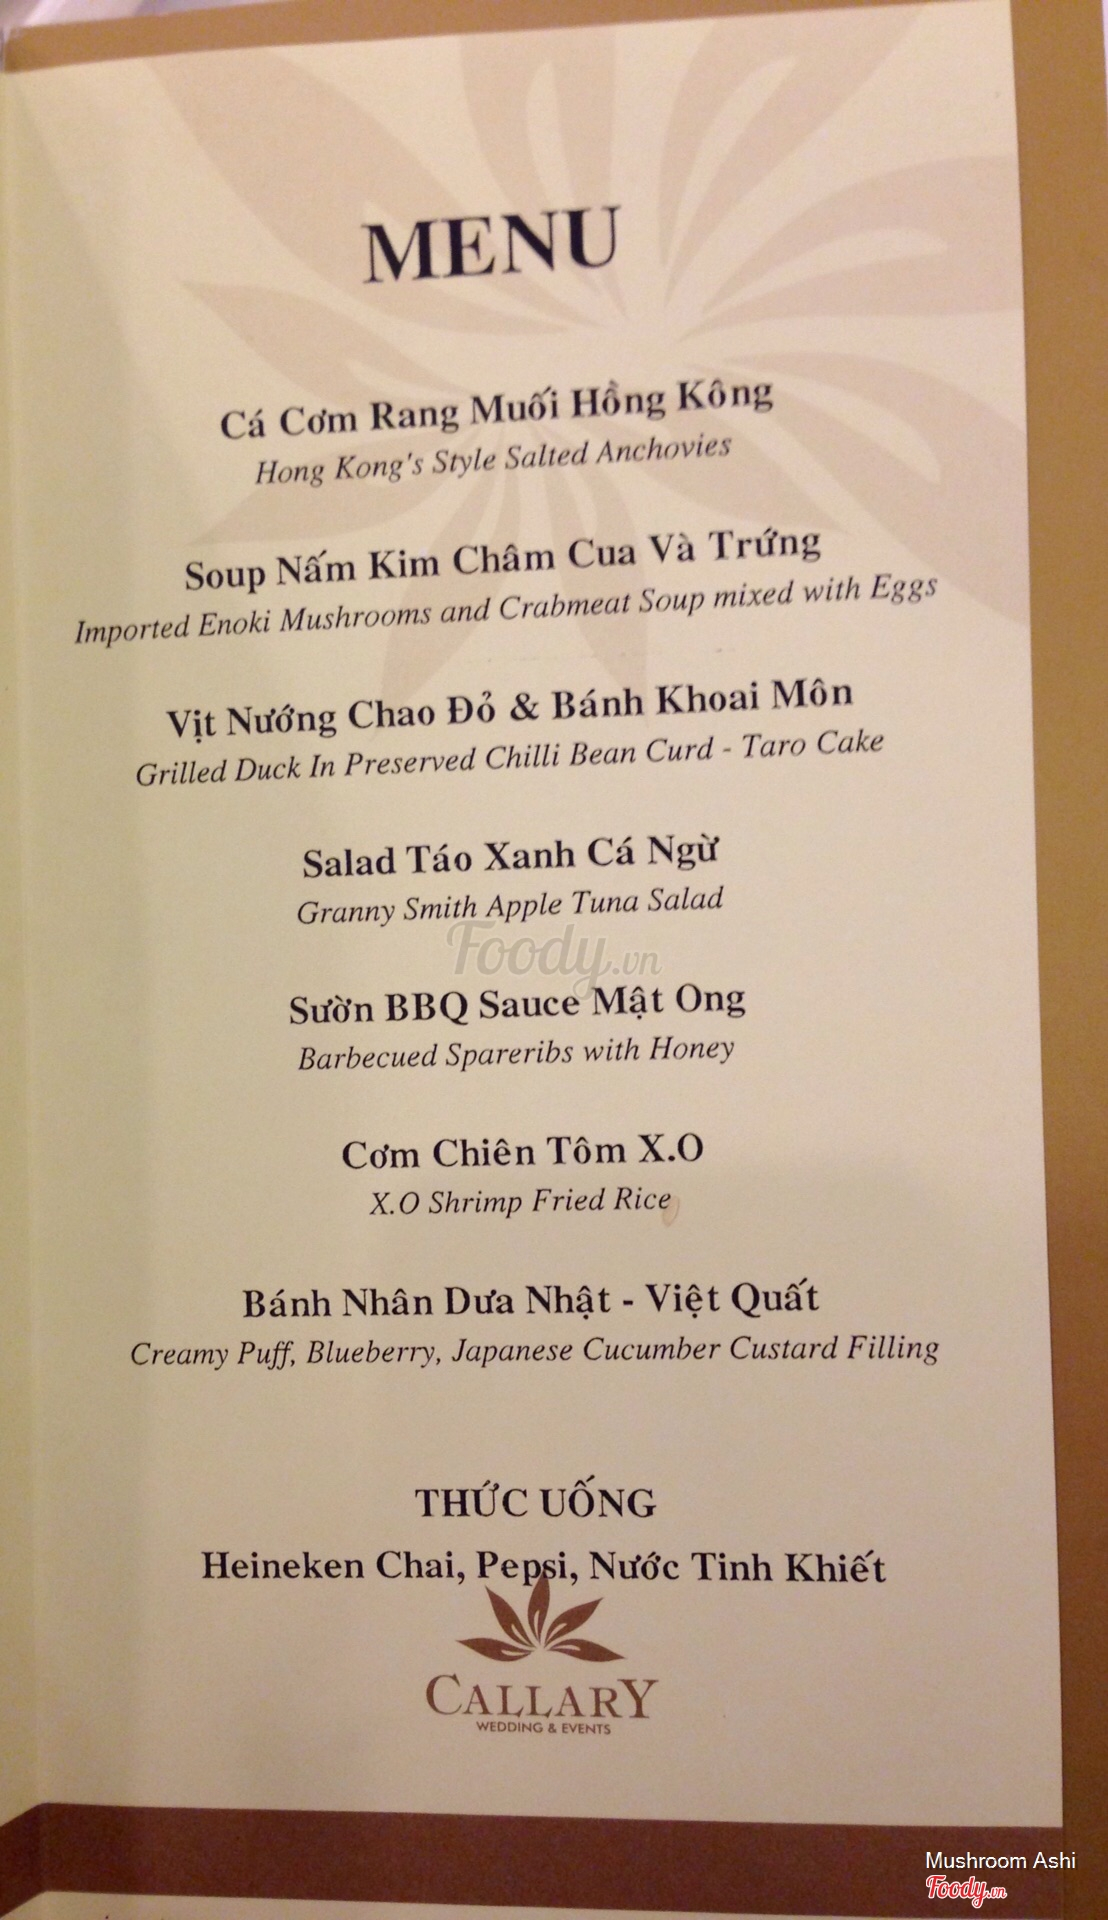 MENU
Cá Cơm Rang Muối Hồng Kông
Hong Kong's Style Salted Anchovies
Soup Nấm Kim Châm Cua Và Trứng
Imported Enoki Mushrooms and Crabmeat Soup mixed with Eggs
Vịt Nướng Chao Đỏ & Bánh Khoai Môn
Grilled Duck In Preserved Chilli Bean Curd - Taro Cake
Salad Táo Xanh Cá Ngừ
Granny Smith Apple Tuna Salad
Foody.vn
Sườn BBQ Sauce Mật Ong
Barbecued Spareribs with Honey
Cơm Chiên Tôm X.O
X.O Shrimp Fried Rice
Bánh Nhân Dưa Nhật - Việt Quất
Creamy Puff, Blueberry, Japanese Cucumber Custard Filling
THỨC UỐNG
Heineken Chai, Pepsi, Nước Tinh Khiết
CALLARY
WEDDING & EVENTS
Mushroom Ashi
Foody.vn